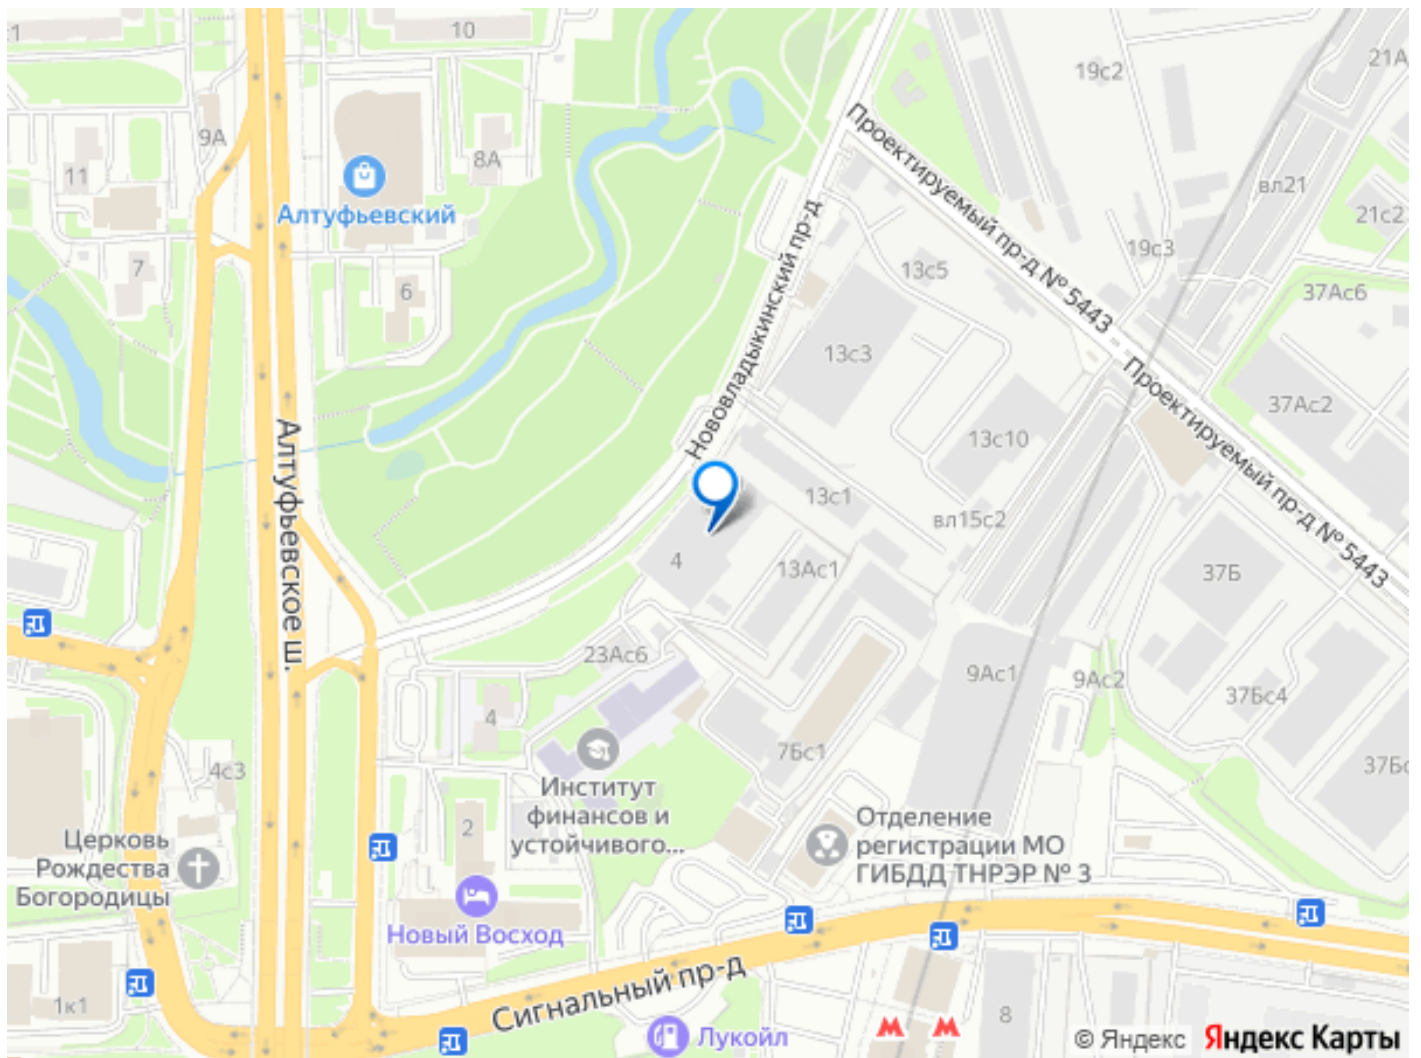 с1
10
19с2
21А
9А
8А
11
Проектируемый пр-д № 5443
вл21
Алтуфьевский
21с2
7
6
13с5
19с3
37Ас6
Нововладыкинский пр-д
13с3
Проектируемый пр-д № 5443
37Ас2
13с10
Алтуфьевское ш.
13с1
вл15с2
4
13Ас1
37Б
23Ас6
9Ас1
9Ас2
37Бс4
4
7Бс1
4с3
37Бс
Институт
финансов и
устойчивого...
2
Отделение
регистрации МО
ГИБДД ТНРЭР № 3
Церковь
Рождества
Богородицы
Новый Восход
Сигнальный пр-д
1к1
8
Лукойл
© Яндекс Яндекс Карты